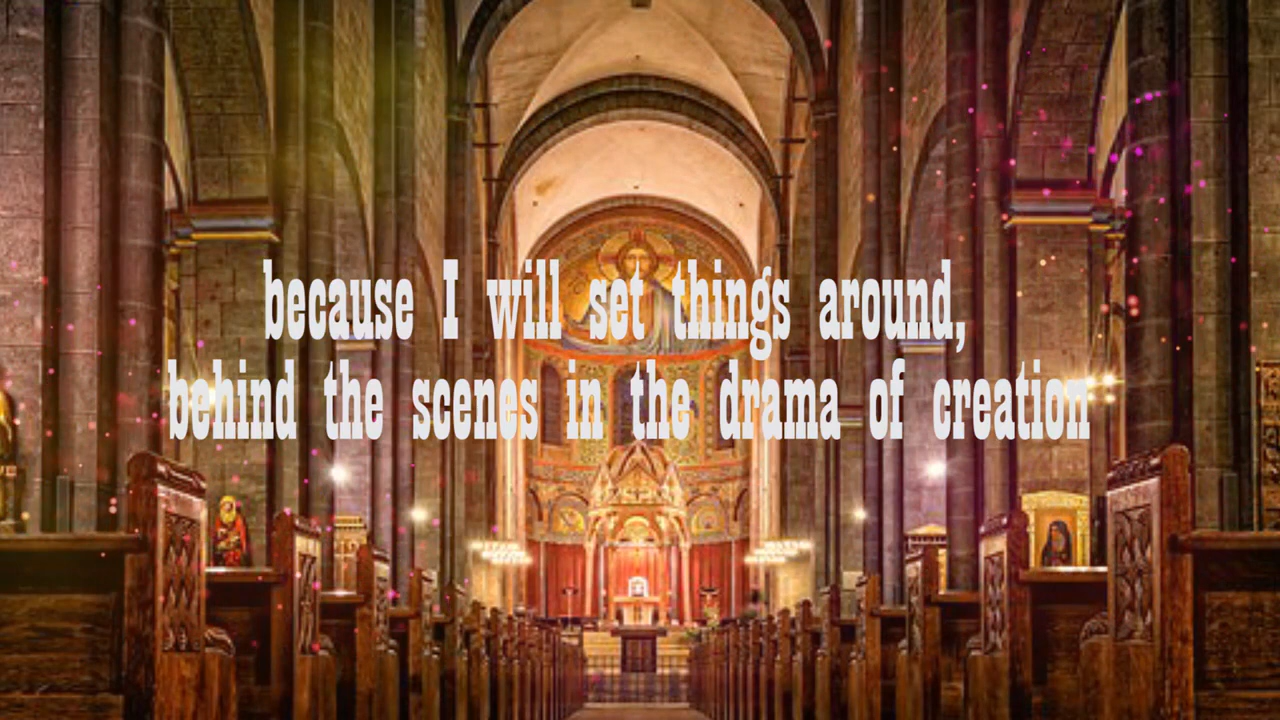 because I will set things around,
behind the scenes in the drama of creation